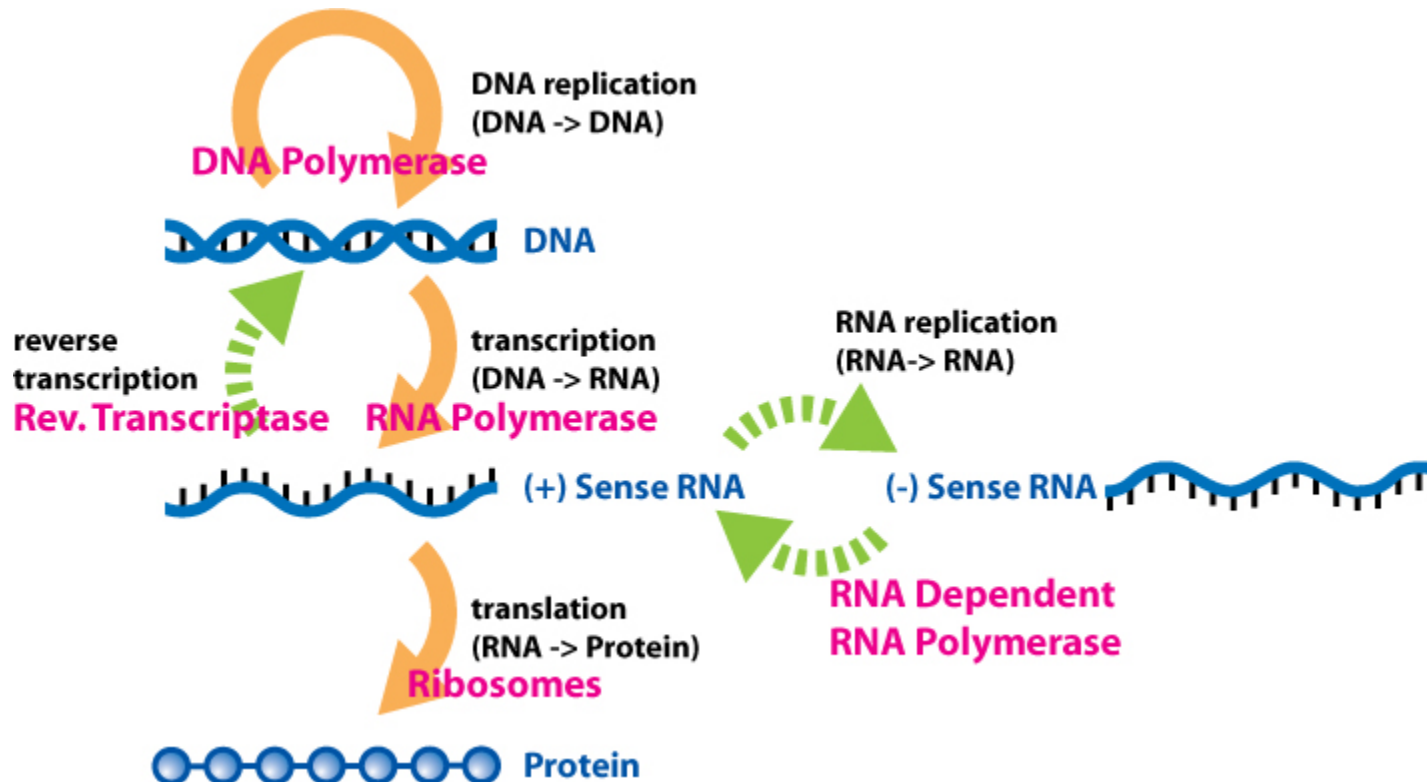 DNA replication
(DNA -> DNA)
DNA Polymerase
DNA
reverse
transcription
Rev. Transcriptase
transcription
(DNA -> RNA)
RNA Polymerase
RNA replication
(RNA-> RNA)
(+) Sense RNA
(-) Sense RNA
RNA Dependent
RNA Polymerase
translation
(RNA -> Protein)
Ribosomes
Protein